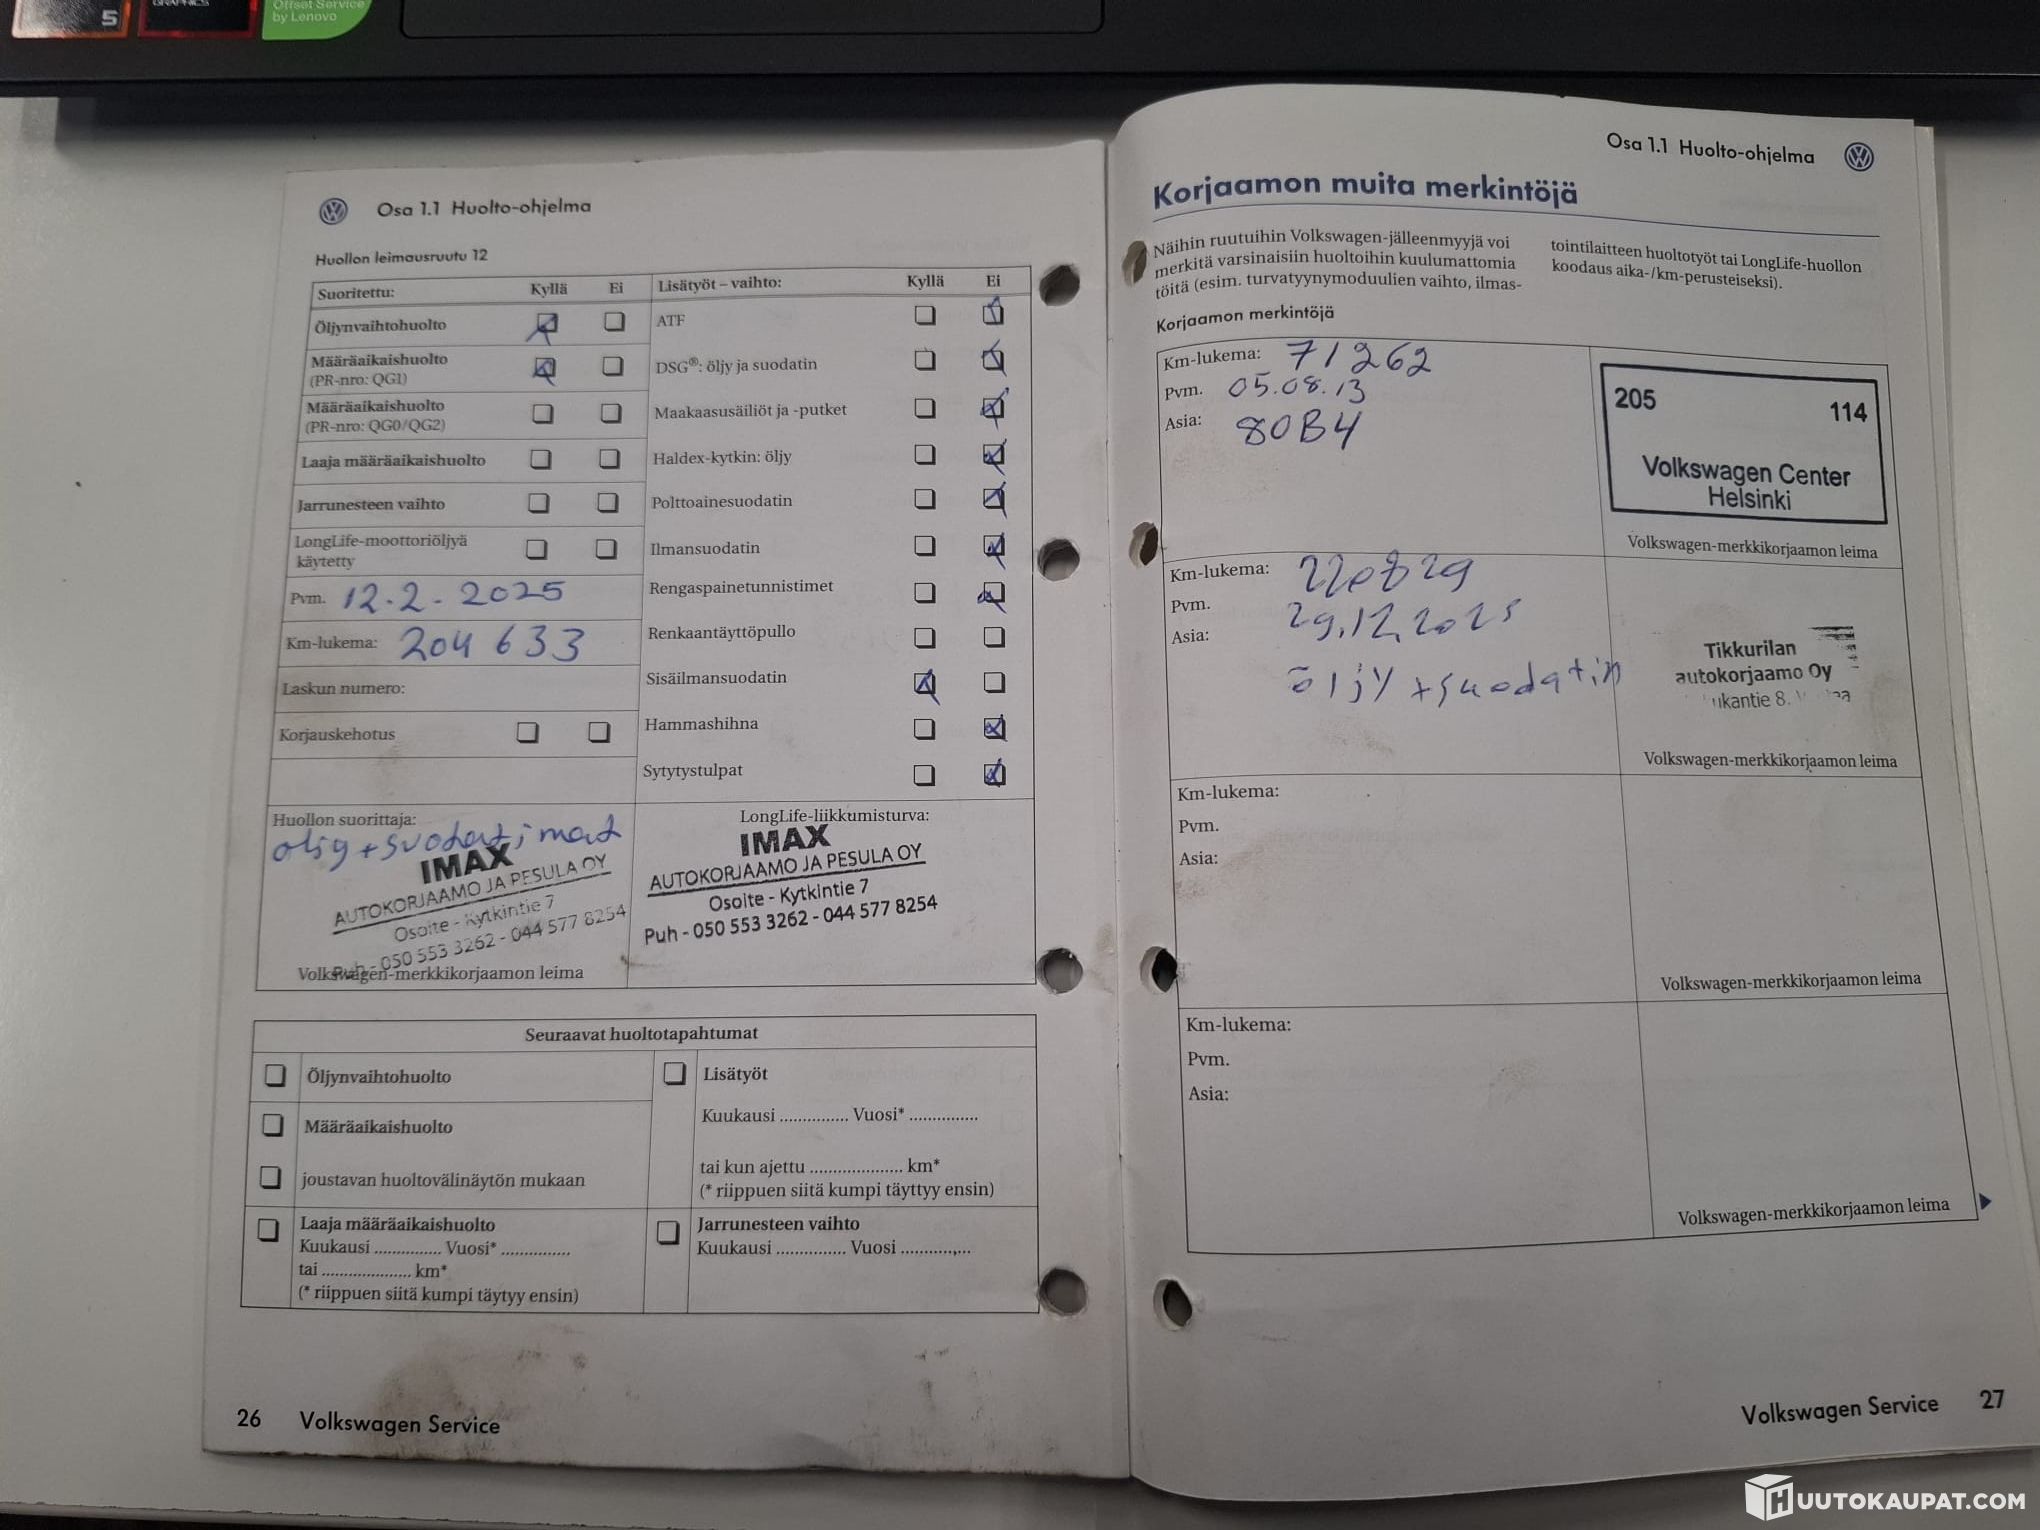 5
GRAPHICS
Offset Service
by Lenovo
Osa 1.1 Huolto-ohjelma
Huollon leimausruutu 12
Suoritettu: Kyllä Ei
Öljynvaihtohuolto
Määräaikaishuolto
(PR-nro: QG1)
Määräaikaishuolto
(PR-nro: QG0/QG2)
Laaja määräaikaishuolto
Jarrunesteen vaihto
LongLife-moottoriöljyä
käytetty
Pvm. 12.2.2025
Km-lukema: 204 633
Laskun numero:
Korjauskehotus
Lisätyöt – vaihto: Kyllä Ei
ATF
DSG®: öljy ja suodatin
Maakaasusäiliöt ja -putket
Haldex-kytkin: öljy
Polttoainesuodatin
Ilmansuodatin
Rengaspainetunnistimet
Renkaantäyttöpullo
Sisäilmansuodatin
Hammashihna
Sytytystulpat
Huollon suorittaja:
IMAX
AUTOKORJAAMO JA PESULA OY
Osoite - Kytkintie 7
Puh - 050 553 3262 - 044 577 8254
Volkswagen-merkkikorjaamon leima
LongLife-liikkumisturva:
IMAX
AUTOKORJAAMO JA PESULA OY
Osoite - Kytkintie 7
Puh - 050 553 3262 - 044 577 8254
Seuraavat huoltotapahtumat
Öljynvaihtohuolto
Määräaikaishuolto
joustavan huoltovälinäytön mukaan
Laaja määräaikaishuolto
Kuukausi .............. Vuosi* ..............
tai .................... km*
(* riippuen siitä kumpi täytyy ensin)
Lisätyöt
Kuukausi .............. Vuosi* ..............
tai kun ajettu .................... km*
(* riippuen siitä kumpi täyttyy ensin)
Jarrunesteen vaihto
Kuukausi .............. Vuosi ..............
26 Volkswagen Service
Osa 1.1 Huolto-ohjelma
Korjaamon muita merkintöjä
Näihin ruutuihin Volkswagen-jälleenmyyjä voi
merkitä varsinaisiin huoltoihin kuulumattomia
töitä (esim. turvatyynymoduulien vaihto, ilmas-
tointilaitteen huoltotyöt tai LongLife-huollon
koodaus aika-/km-perusteiseksi).
Korjaamon merkintöjä
Km-lukema: 71262
Pvm. 05.08.13
Asia: 80B4
205 114
Volkswagen Center
Helsinki
Volkswagen-merkkikorjaamon leima
Km-lukema: 220829
Pvm. 29.12.2025
Asia:
öljy + suodatin
Tikkurilan
autokorjaamo Oy
Volkswagen-merkkikorjaamon leima
Km-lukema:
Pvm.
Asia:
Volkswagen-merkkikorjaamon leima
Km-lukema:
Pvm.
Asia:
Volkswagen-merkkikorjaamon leima
Volkswagen Service 27
HUUTOKAUPAT.COM